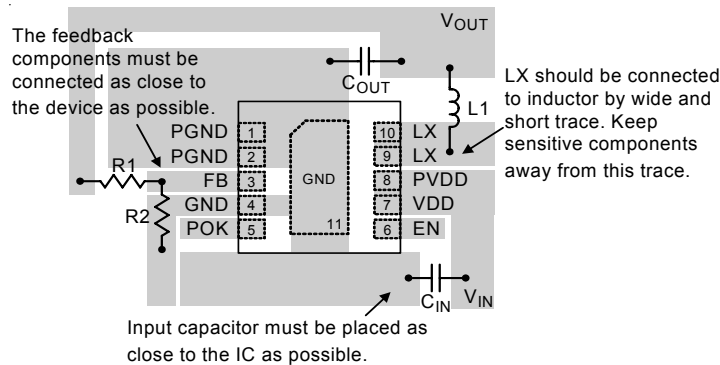 The feedback
components must be
connected as close to
the device as possible.
VOUT
COUT
L1
LX should be connected
to inductor by wide and
short trace. Keep
sensitive components
away from this trace.
PGND 1
PGND 2
FB 3
GND 4
POK 5
GND
11
10 LX
9 LX
8 PVDD
7 VDD
6 EN
R1
R2
CIN
VIN
Input capacitor must be placed as
close to the IC as possible.